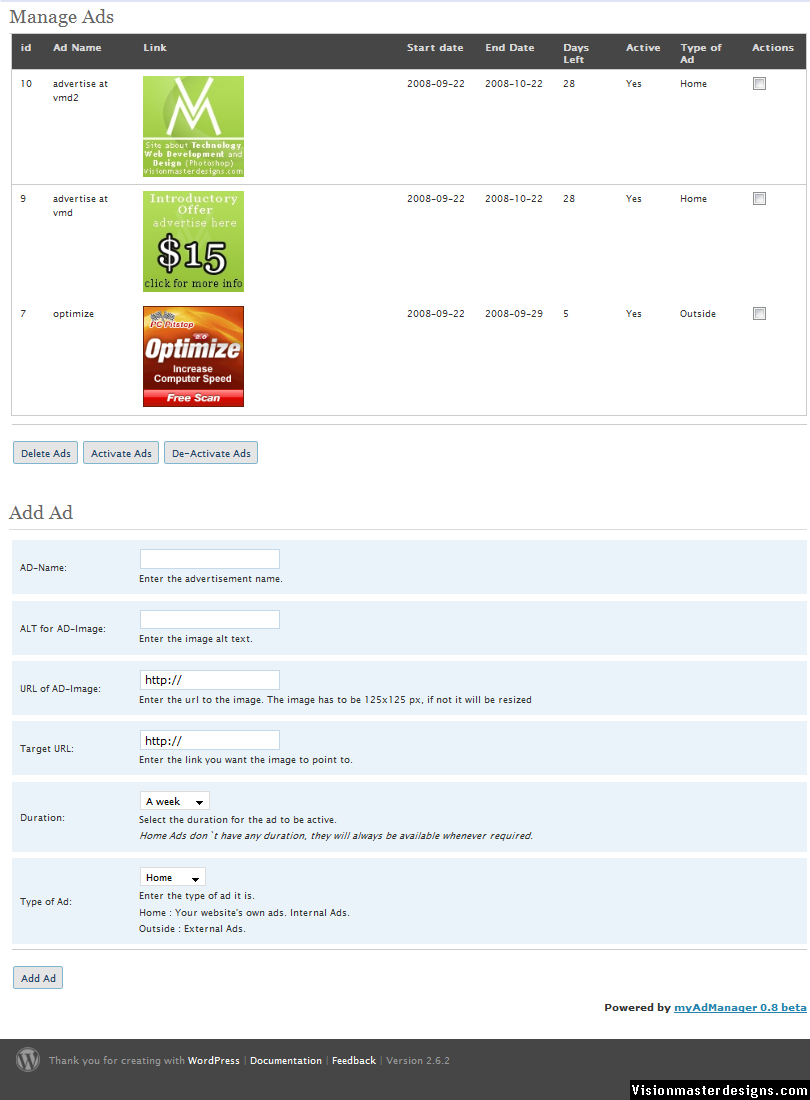 Manage Ads
id Ad Name Link Start date End Date Days Left Active Type of Ad Actions
10 advertise at vmd2 2008-09-22 2008-10-22 28 Yes Home
Site about Technology,
Web Development and
Design (Photoshop)
Visionmasterdesigns.com
9 advertise at vmd 2008-09-22 2008-10-22 28 Yes Home
Introductory
Offer
advertise here
$15
click for more info
7 optimize 2008-09-22 2008-09-29 5 Yes Outside
PC Pitstop
Optimize 2.0
Increase
Computer Speed
Free Scan
Delete Ads Activate Ads De-Activate Ads
Add Ad
AD-Name:
Enter the advertisement name.
ALT for AD-Image:
Enter the image alt text.
URL of AD-Image: http://
Enter the url to the image. The image has to be 125x125 px, if not it will be resized
Target URL: http://
Enter the link you want the image to point to.
Duration: A week
Select the duration for the ad to be active.
Home Ads don`t have any duration, they will always be available whenever required.
Type of Ad: Home
Enter the type of ad it is.
Home : Your website's own ads. Internal Ads.
Outside : External Ads.
Add Ad
Powered by myAdManager 0.8 beta
Thank you for creating with WordPress | Documentation | Feedback | Version 2.6.2
Visionmasterdesigns.com